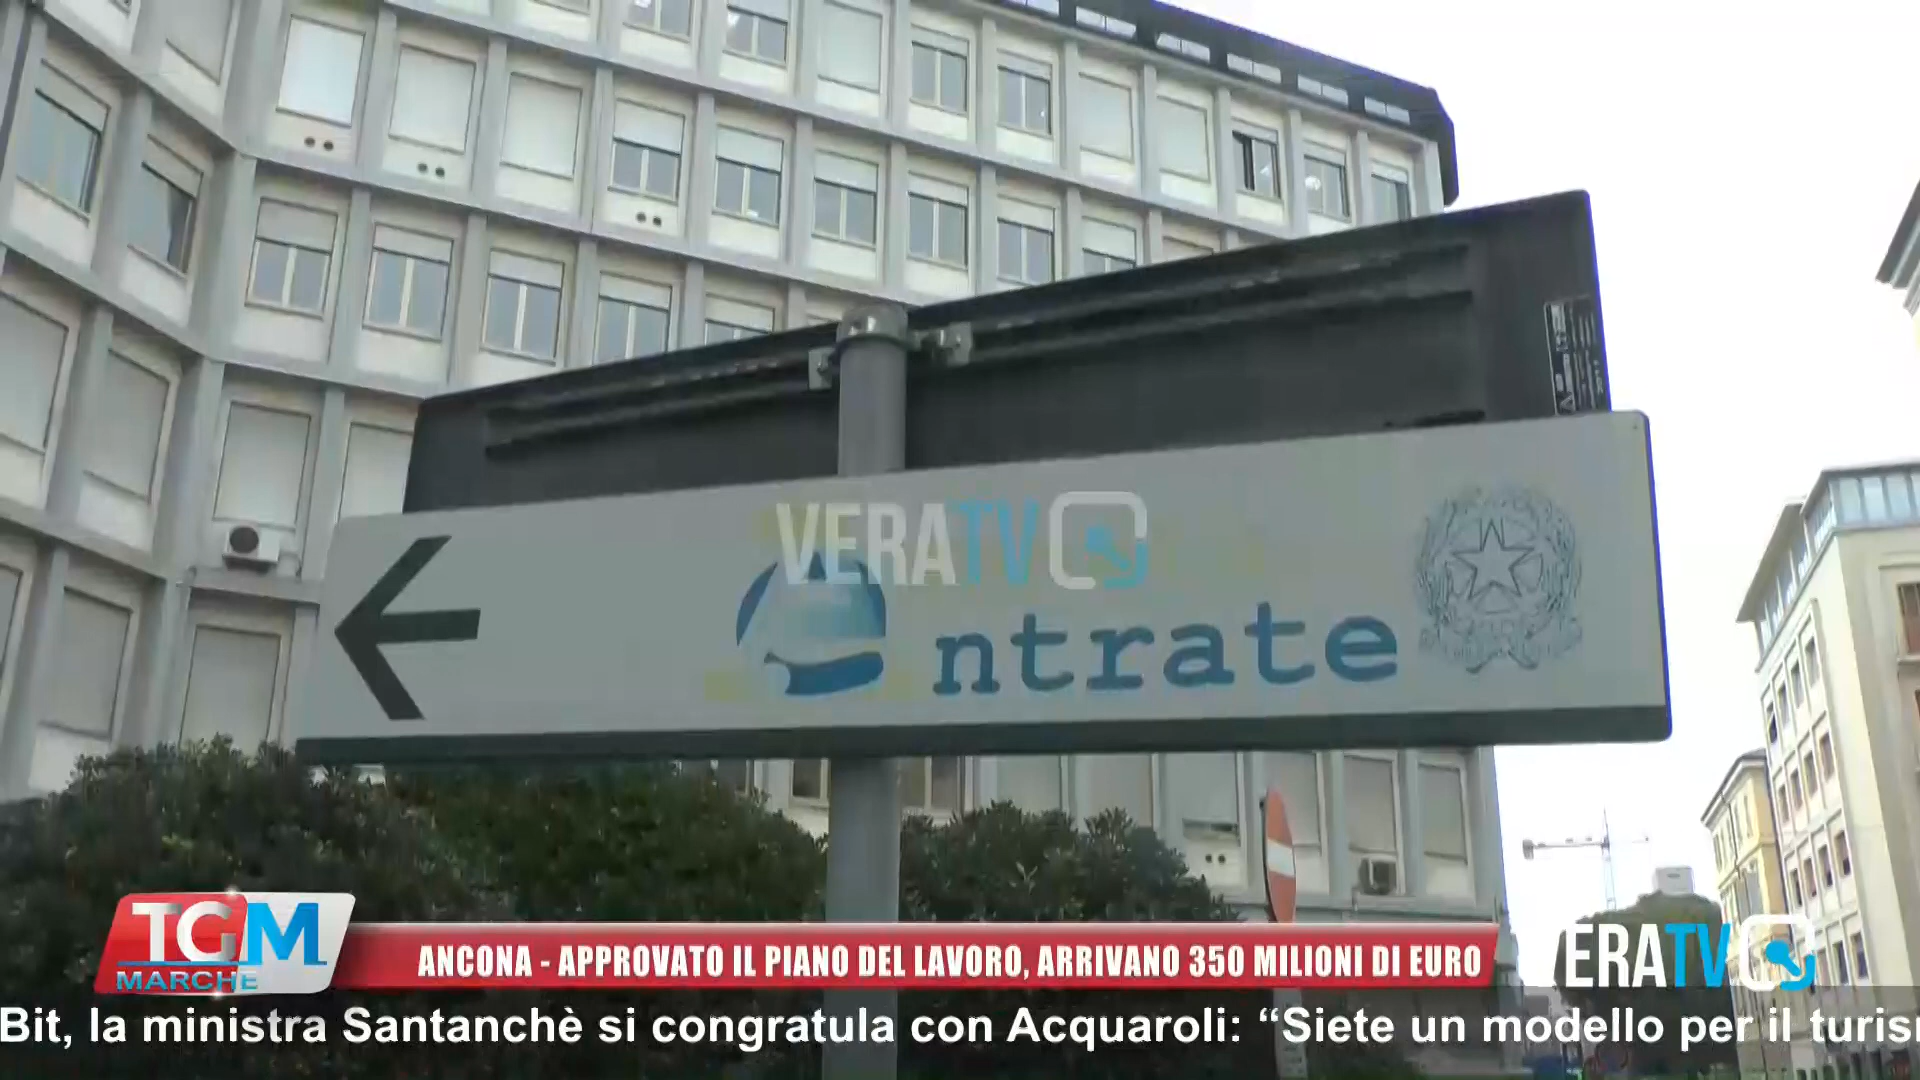 VERATV
ntrate
TGM
MARCHE
ANCONA - APPROVATO IL PIANO DEL LAVORO, ARRIVANO 350 MILIONI DI EURO
VERATV
Bit, la ministra Santanchè si congratula con Acquaroli: “Siete un modello per il turis